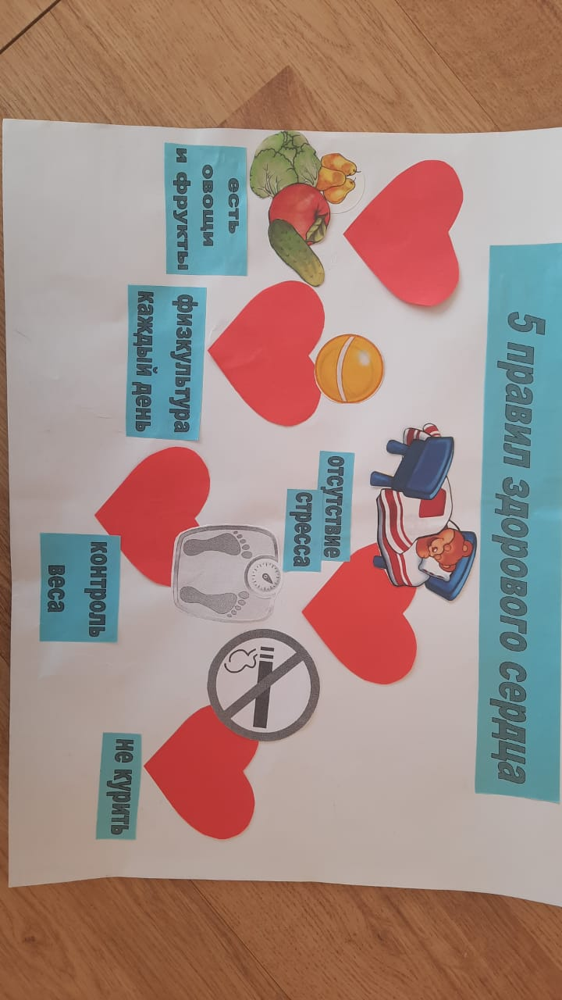 5 правил здорового сердца
есть
овощи
и фрукты
физкультура
каждый день
отсутствие
стресса
контроль
веса
не курить